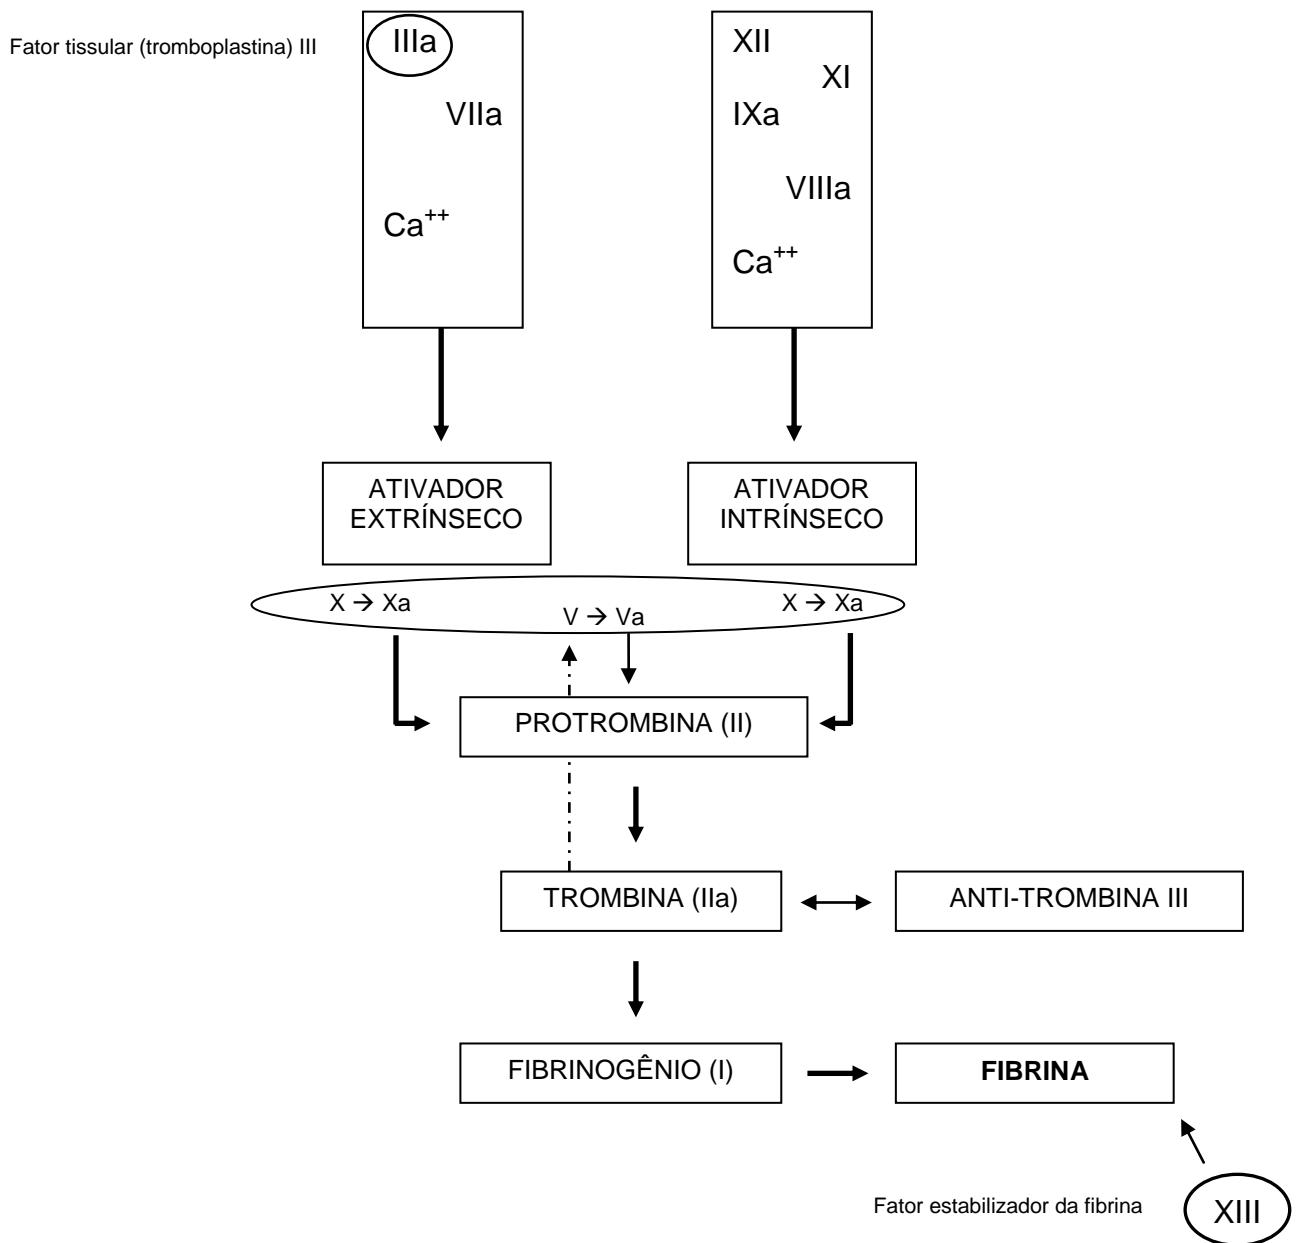 Fator tissular (tromboplastina) III
IIIa
VIIa
Ca++
XII
XI
IXa
VIIIa
Ca++
ATIVADOR
EXTRÍNSECO
ATIVADOR
INTRÍNSECO
X → Xa
V → Va
X → Xa
PROTROMBINA (II)
TROMBINA (IIa)
ANTI-TROMBINA III
FIBRINOGÊNIO (I)
FIBRINA
Fator estabilizador da fibrina
XIII